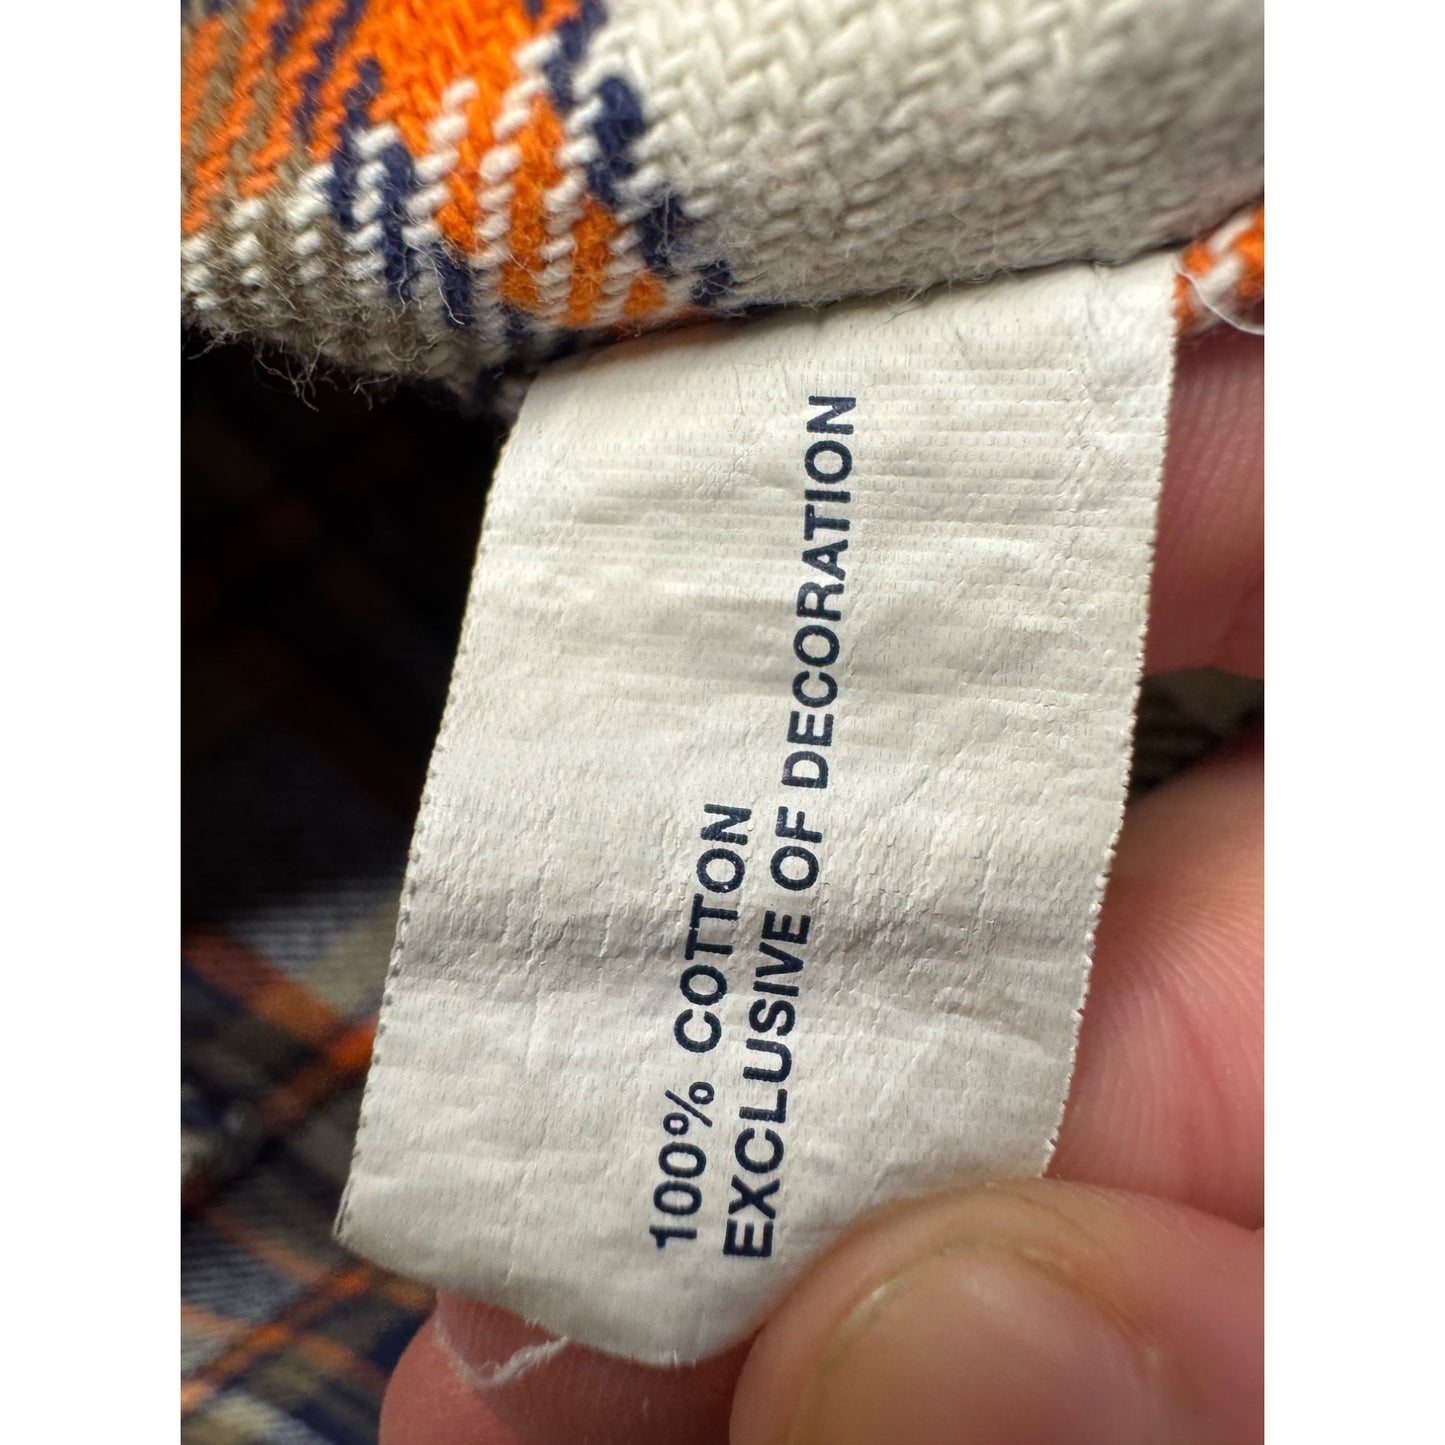 100% COTTON
EXCLUSIVE OF DECORATION